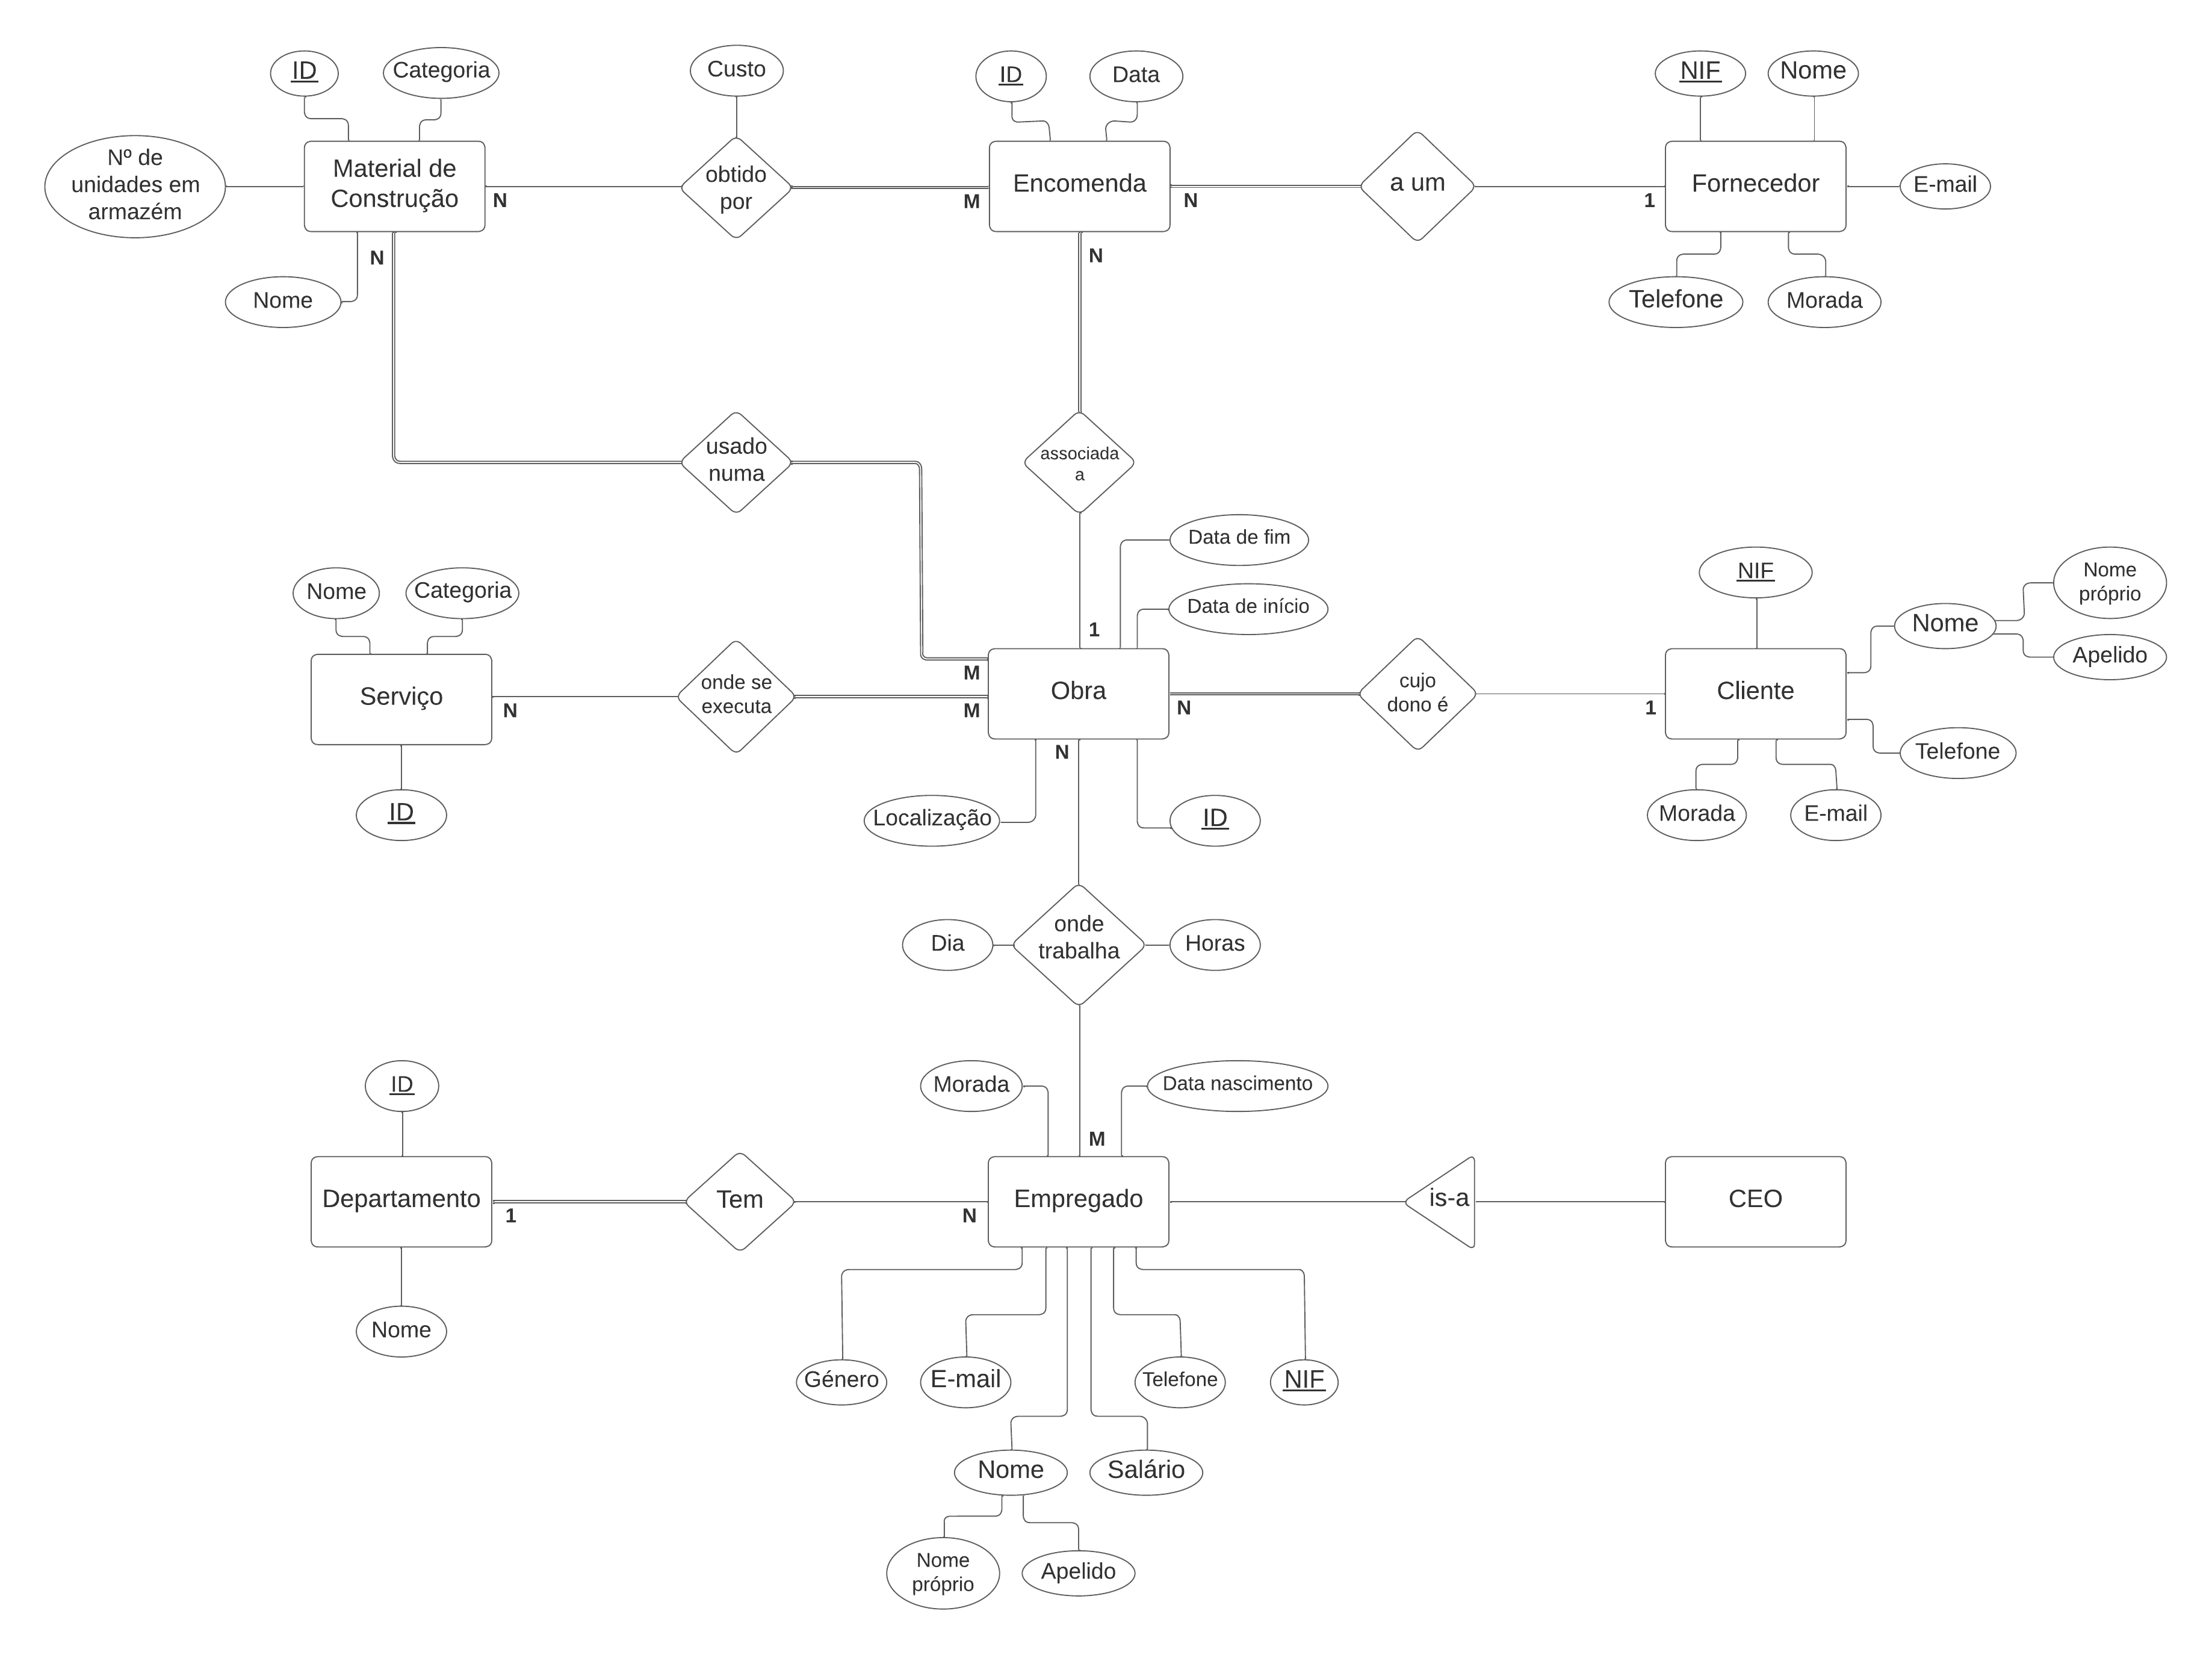 ID
Categoria
Custo
ID
Data
NIF
Nome
Nº de
unidades em
armazém
Material de
Construção
obtido
por
Encomenda
a um
Fornecedor
E-mail
N
M
N
1
N
N
Nome
Telefone
Morada
usado
numa
associada
a
Data de fim
Nome
Categoria
NIF
Nome
próprio
Data de início
1
Nome
Apelido
M
Serviço
onde se
executa
Obra
cujo
dono é
Cliente
N
M
N
1
N
Telefone
ID
Localização
ID
Morada
E-mail
Dia
onde
trabalha
Horas
ID
Morada
Data nascimento
M
Departamento
Tem
Empregado
is-a
CEO
1
N
Nome
Género
E-mail
Telefone
NIF
Nome
Salário
Nome
próprio
Apelido